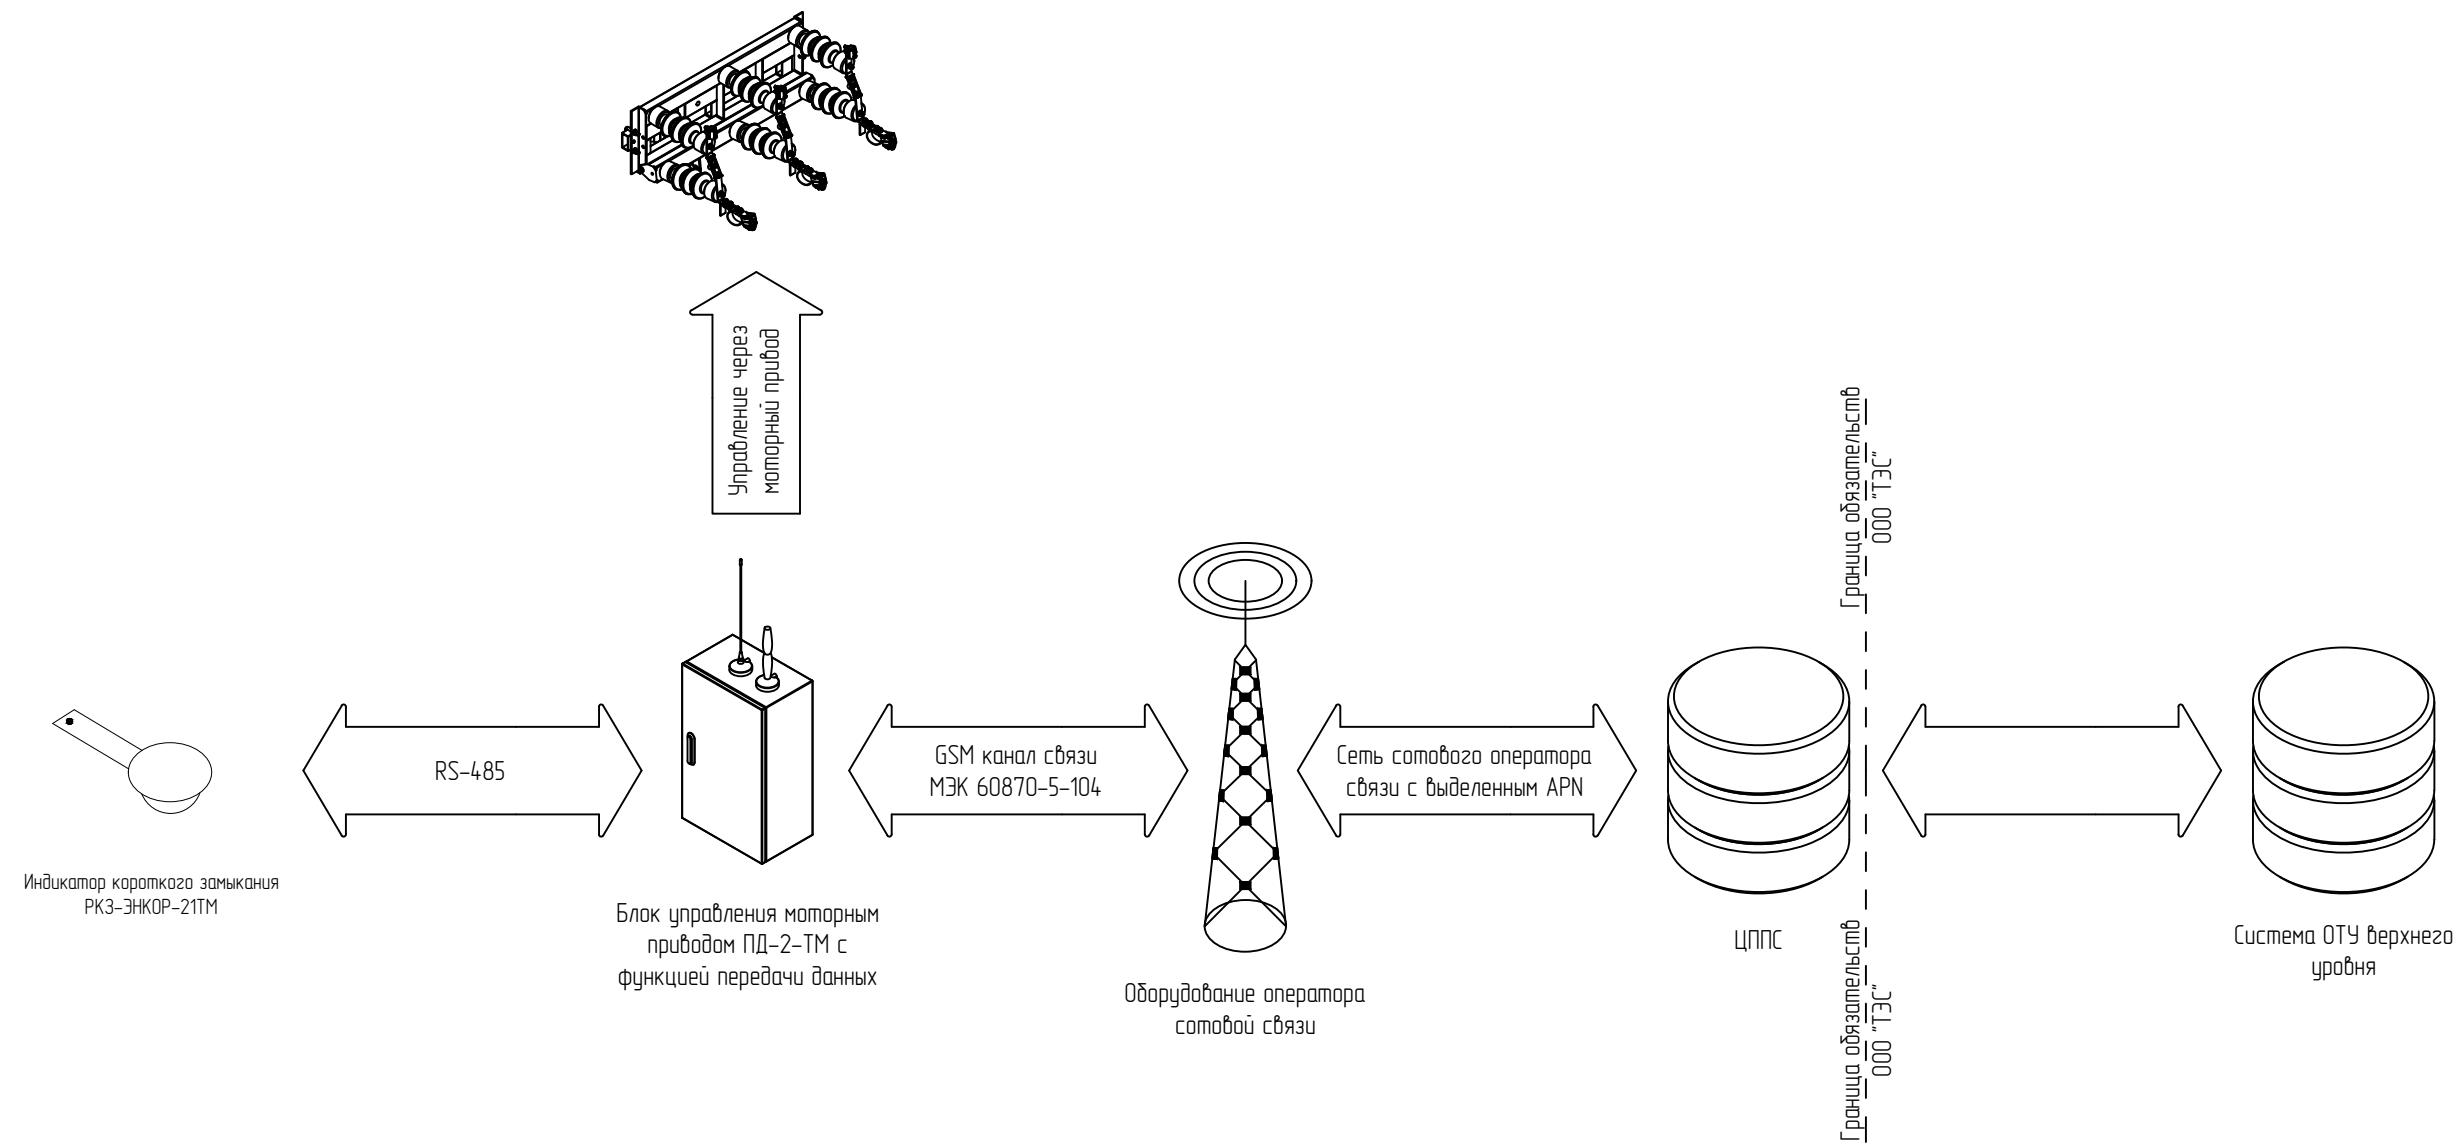 Управление через
моторный привод
Граница обязательств
ООО "ТЭС"
RS-485
GSM канал связи
МЭК 60870-5-104
Сеть сотового оператора
связи с выделенным APN
Индикатор короткого замыкания
РКЗ-ЭНКОР-21ТМ
Блок управления моторным
приводом ПД-2-ТМ с
функцией передачи данных
Оборудование оператора
сотовой связи
ЦППС
Граница обязательств
ООО "ТЭС"
Система ОТУ верхнего
уровня